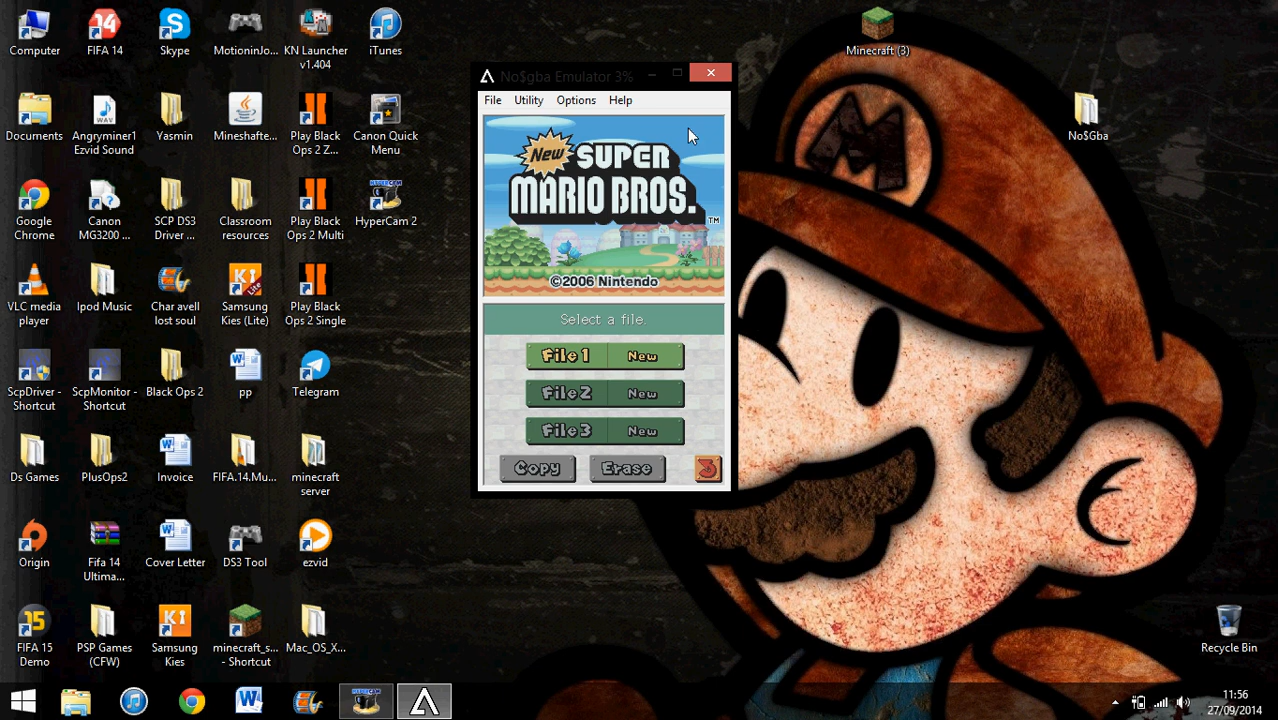 Computer
FIFA 14
Skype
MotioninJo...
KN Launcher
v1.404
iTunes
Minecraft (3)
Documents
Angryminer1
Ezvid Sound
WAV
Yasmin
Mineshafte...
Play Black
Ops 2 Z...
Canon Quick
Menu
No$Gba
Google
Chrome
Canon
MG3200 ...
SCP DS3
Driver ...
Classroom
resources
Play Black
Ops 2 Multi
HyperCam 2
VLC media
player
Ipod Music
Char avell
lost soul
Samsung
Kies (Lite)
Play Black
Ops 2 Single
ScpDriver -
Shortcut
ScpMonitor -
Shortcut
Black Ops 2
pp
Telegram
Ds Games
PlusOps2
Invoice
FIFA.14.Mu...
minecraft
server
Origin
Fifa 14
Ultima...
Cover Letter
DS3 Tool
ezvid
FIFA 15
Demo
PSP Games
(CFW)
Samsung
Kies
minecraft_s...
- Shortcut
Mac_OS_X...
No$gba Emulator 3%
File Utility Options Help
New SUPER
MARIO BROS.™
©2006 Nintendo
Select a file.
File1 New
File2 New
File3 New
Copy Erase
M
Recycle Bin
11:56
27/09/2014